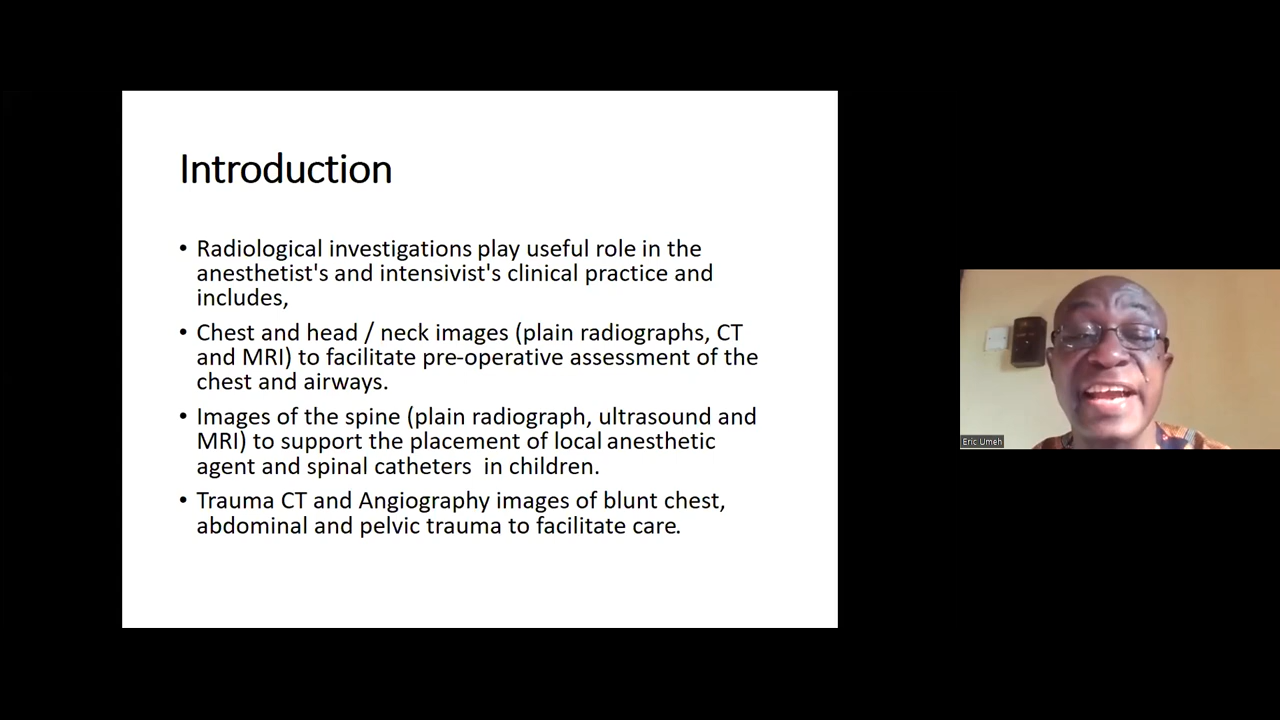 Introduction
• Radiological investigations play useful role in the
anesthetist's and intensivist's clinical practice and
includes,
• Chest and head / neck images (plain radiographs, CT
and MRI) to facilitate pre-operative assessment of the
chest and airways.
• Images of the spine (plain radiograph, ultrasound and
MRI) to support the placement of local anesthetic
agent and spinal catheters  in children.
• Trauma CT and Angiography images of blunt chest,
abdominal and pelvic trauma to facilitate care.
Eric Umeh